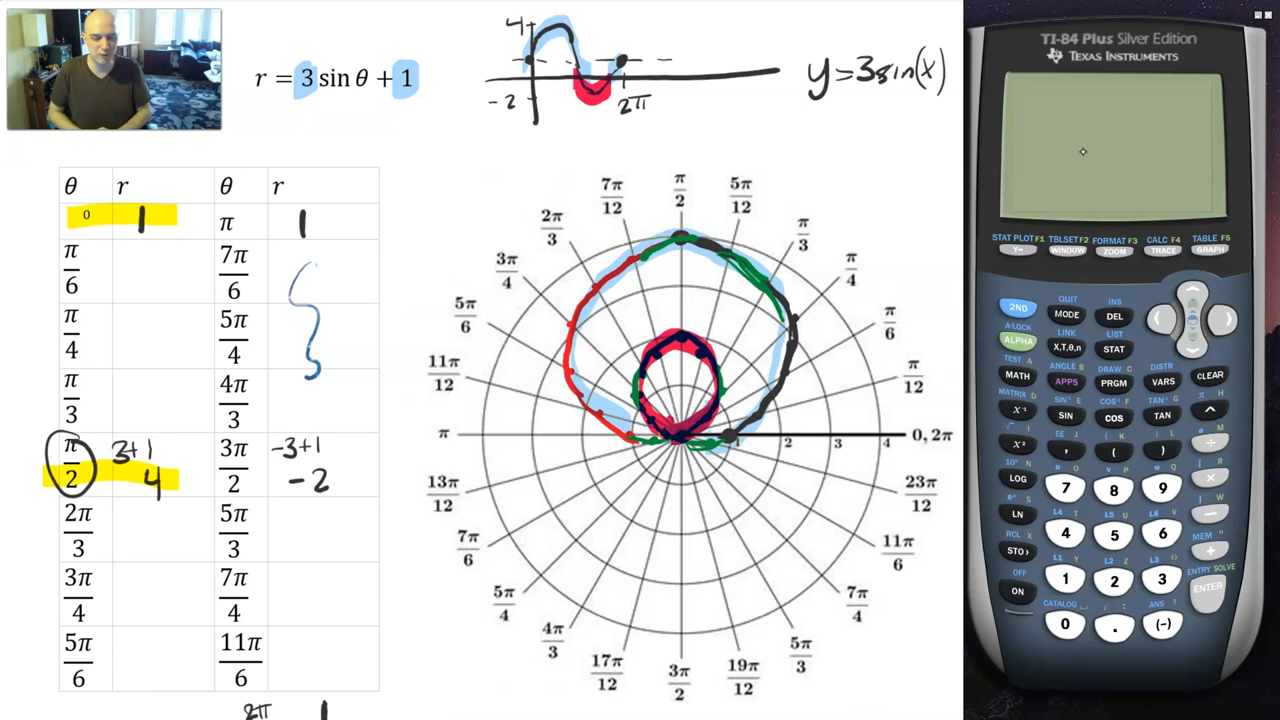 r = 3 sin θ + 1
4
-2
2π
y=3sin(x)
θ r θ r
0 1 π 1
π/6 7π/6
π/4 5π/4
π/3 4π/3
π/2 3+1 4 3π/2 -3+1 -2
2π/3 5π/3
3π/4 7π/4
5π/6 11π/6
2π 1
π/2
7π/12 5π/12
2π/3 π/3
3π/4 π/4
5π/6 π/6
11π/12 π/12
π 1 2 3 4 0, 2π
13π/12 23π/12
7π/6 11π/6
5π/4 7π/4
4π/3 5π/3
17π/12 19π/12
3π/2
TI-84 Plus Silver Edition
TEXAS INSTRUMENTS
STAT PLOT F1 TBLSET F2 FORMAT F3 CALC F4 TABLE F5
Y= WINDOW ZOOM TRACE GRAPH
QUIT INS
2ND MODE DEL
A-LOCK LINK LIST
ALPHA X,T,θ,n STAT
TEST A ANGLE B DRAW C DISTR
MATH APPS PRGM VARS CLEAR
MATRIX D SIN⁻¹ E COS⁻¹ F TAN⁻¹ G π H
x⁻¹ SIN COS TAN ^
√ I EE J { K } L e M
x² , ( ) ÷
10ˣ N u O v P w Q [ R
LOG 7 8 9 ×
eˣ S L4 T L5 U L6 V ] W
LN 4 5 6 −
RCL X L1 Y L2 Z L3 Θ MEM "
STO› 1 2 3 +
OFF CATALOG ␣ i : ANS ? ENTRY SOLVE
ON 0 . (-) ENTER